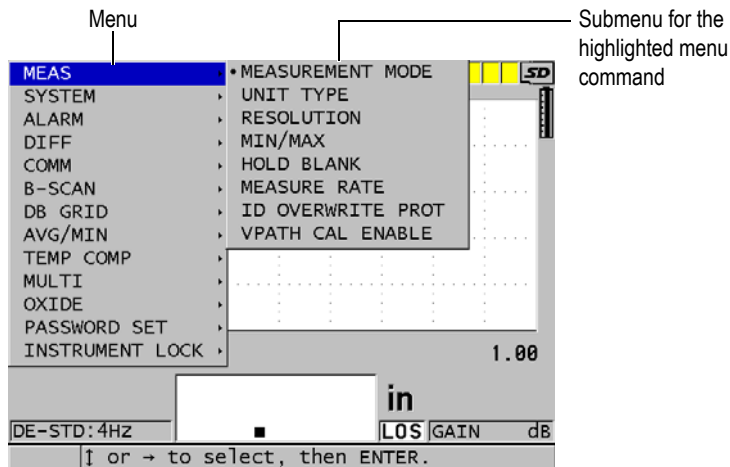 Menu
Submenu for the
highlighted menu
command
MEAS
SYSTEM
ALARM
DIFF
COMM
B-SCAN
DB GRID
AVG/MIN
TEMP COMP
MULTI
OXIDE
PASSWORD SET
INSTRUMENT LOCK
•MEASUREMENT MODE
UNIT TYPE
RESOLUTION
MIN/MAX
HOLD BLANK
MEASURE RATE
ID OVERWRITE PROT
VPATH CAL ENABLE
SD
1.00
in
DE-STD:4Hz
LOS GAIN dB
↕ or → to select, then ENTER.